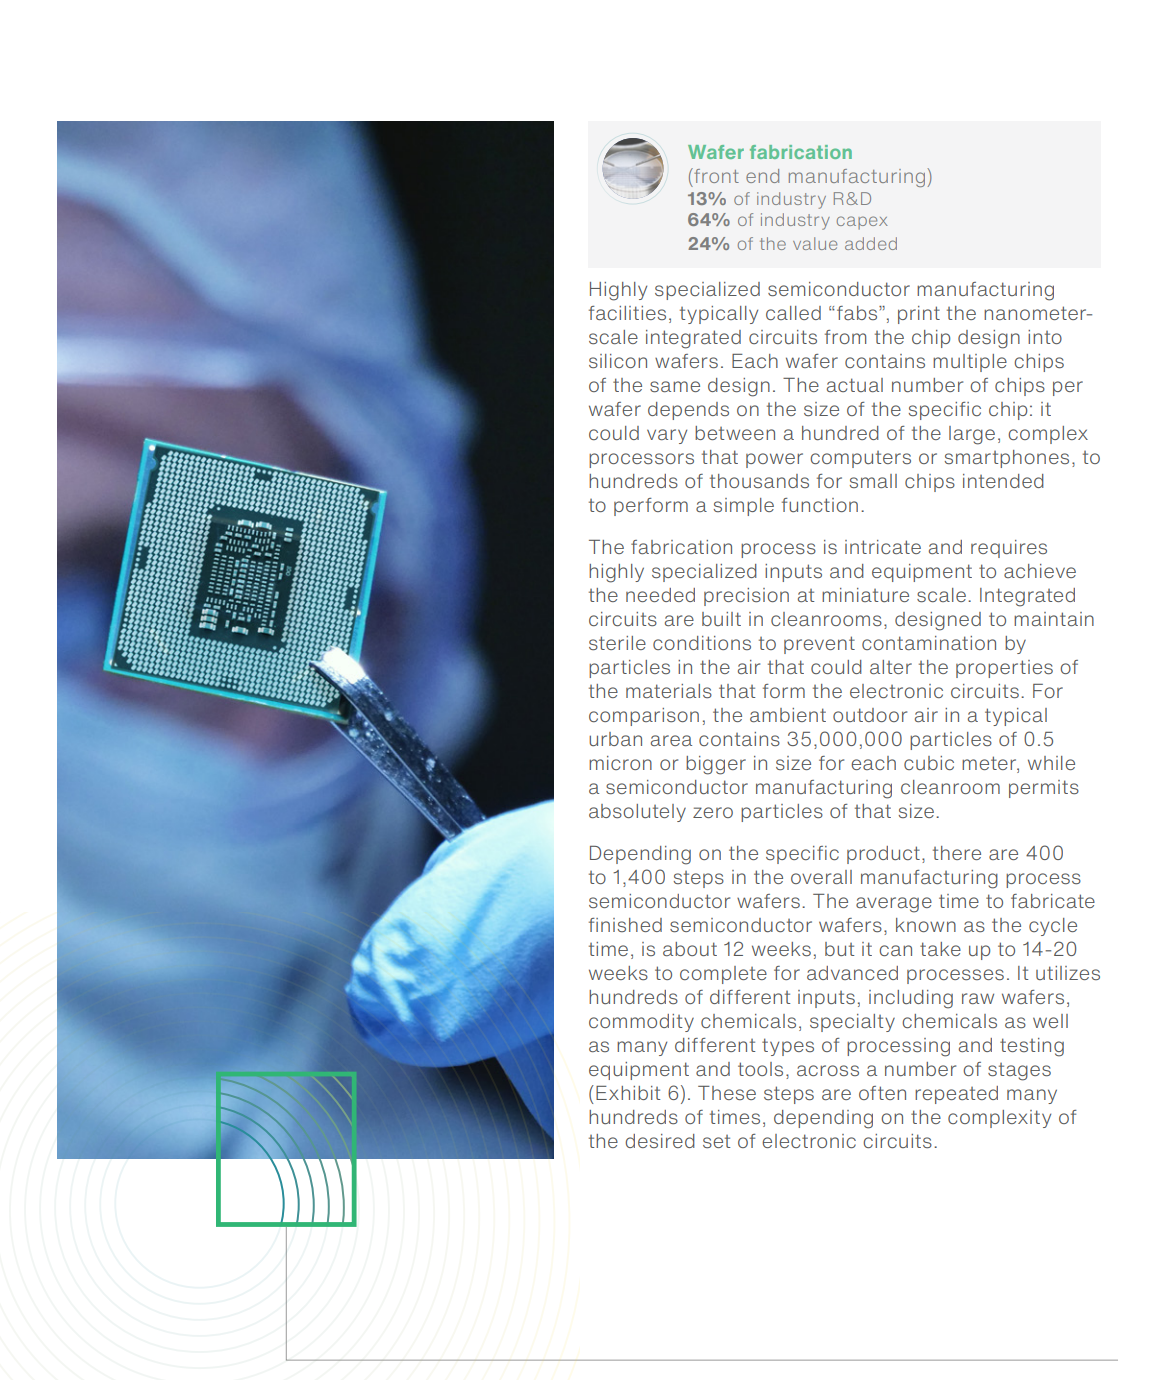 Wafer fabrication
(front end manufacturing)
13% of industry R&D
64% of industry capex
24% of the value added
Highly specialized semiconductor manufacturing
facilities, typically called “fabs”, print the nanometer-
scale integrated circuits from the chip design into
silicon wafers. Each wafer contains multiple chips
of the same design. The actual number of chips per
wafer depends on the size of the specific chip: it
could vary between a hundred of the large, complex
processors that power computers or smartphones, to
hundreds of thousands for small chips intended
to perform a simple function.
The fabrication process is intricate and requires
highly specialized inputs and equipment to achieve
the needed precision at miniature scale. Integrated
circuits are built in cleanrooms, designed to maintain
sterile conditions to prevent contamination by
particles in the air that could alter the properties of
the materials that form the electronic circuits. For
comparison, the ambient outdoor air in a typical
urban area contains 35,000,000 particles of 0.5
micron or bigger in size for each cubic meter, while
a semiconductor manufacturing cleanroom permits
absolutely zero particles of that size.
Depending on the specific product, there are 400
to 1,400 steps in the overall manufacturing process
semiconductor wafers. The average time to fabricate
finished semiconductor wafers, known as the cycle
time, is about 12 weeks, but it can take up to 14-20
weeks to complete for advanced processes. It utilizes
hundreds of different inputs, including raw wafers,
commodity chemicals, specialty chemicals as well
as many different types of processing and testing
equipment and tools, across a number of stages
(Exhibit 6). These steps are often repeated many
hundreds of times, depending on the complexity of
the desired set of electronic circuits.